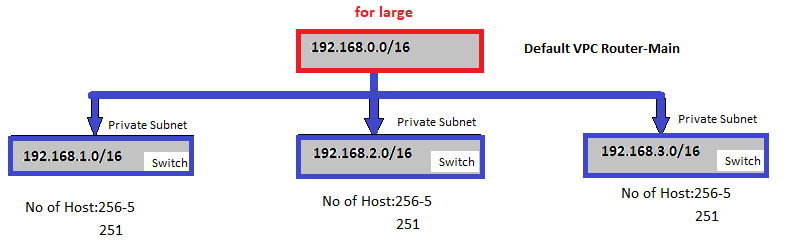 for large
192.168.0.0/16
Default VPC Router-Main
Private Subnet
Private Subnet
Private Subnet
192.168.1.0/16
Switch
192.168.2.0/16
Switch
192.168.3.0/16
Switch
No of Host:256-5
251
No of Host:256-5
251
No of Host:256-5
251